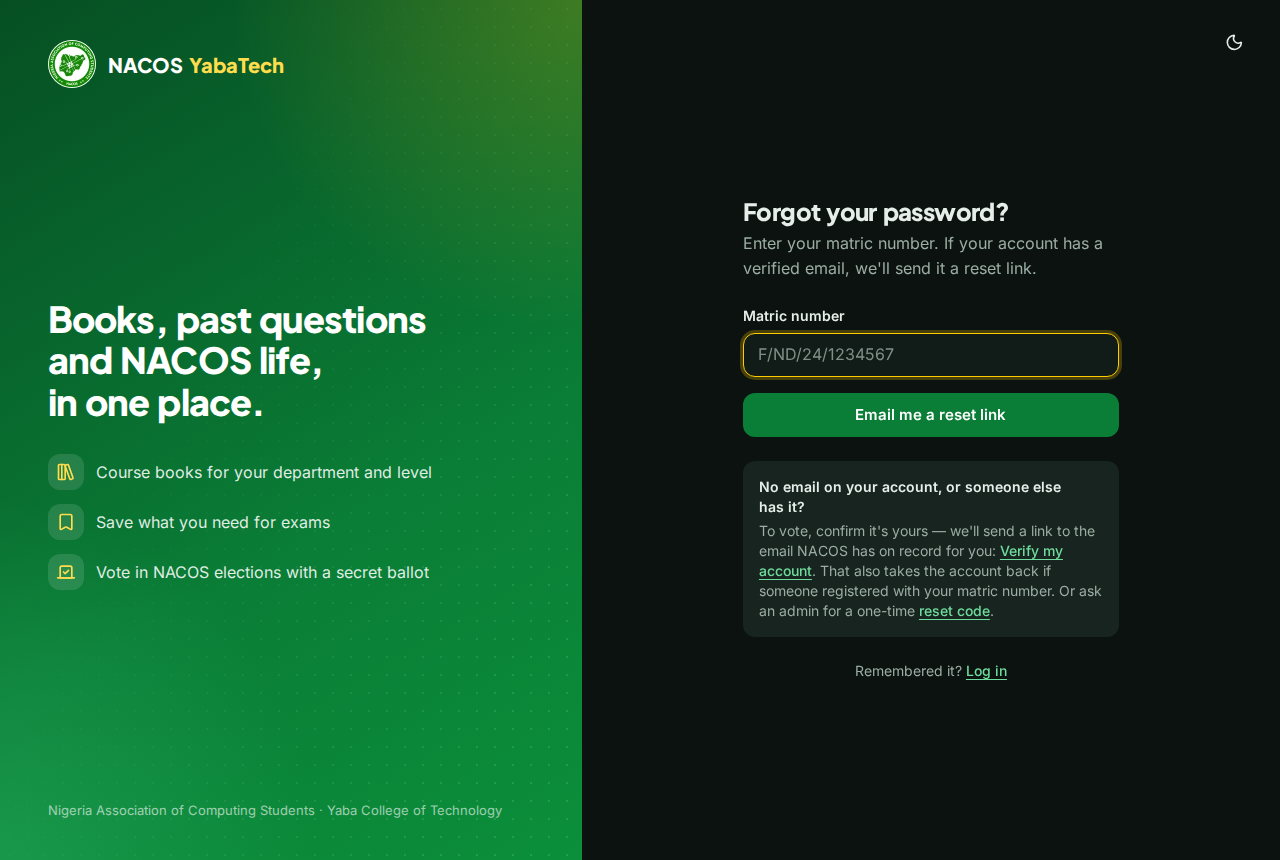 NACOS YabaTech
Books, past questions
and NACOS life,
in one place.
Course books for your department and level
Save what you need for exams
Vote in NACOS elections with a secret ballot
Nigeria Association of Computing Students · Yaba College of Technology
Forgot your password?
Enter your matric number. If your account has a
verified email, we'll send it a reset link.
Matric number
F/ND/24/1234567
Email me a reset link
No email on your account, or someone else
has it?
To vote, confirm it's yours — we'll send a link to the
email NACOS has on record for you: Verify my
account. That also takes the account back if
someone registered with your matric number. Or ask
an admin for a one-time reset code.
Remembered it? Log in